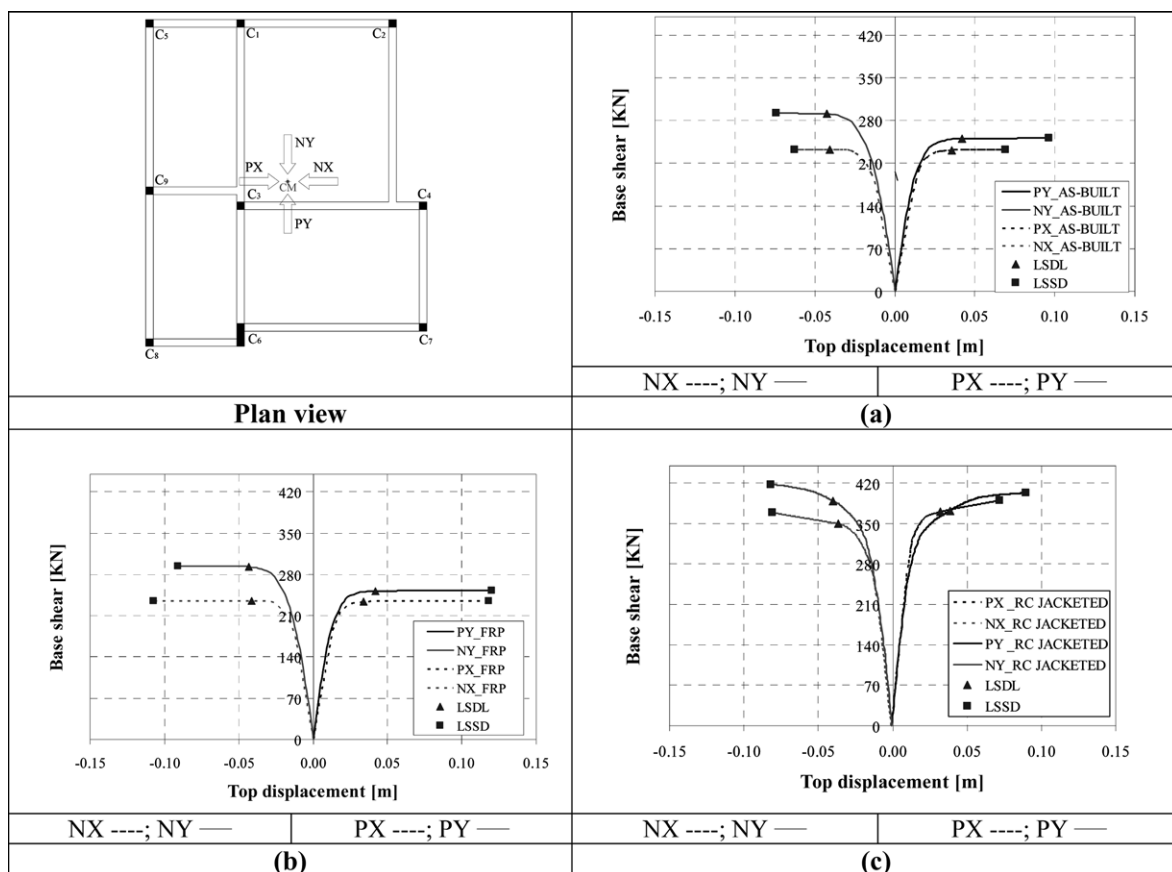 C5
C1
C2
NY
PX
NX
CM
C9
C3
C4
PY
C6
C7
C8
Plan view
Base shear [KN]
420
350
280
210
140
70
0
PY_AS-BUILT
NY_AS-BUILT
PX_AS-BUILT
NX_AS-BUILT
LSDL
LSSD
-0.15 -0.10 -0.05 0.00 0.05 0.10 0.15
Top displacement [m]
NX ----; NY — PX ----; PY —
(a)
Base shear [KN]
420
350
280
210
140
70
0
PY_FRP
NY_FRP
PX_FRP
NX_FRP
LSDL
LSSD
-0.15 -0.10 -0.05 0.00 0.05 0.10 0.15
Top displacement [m]
NX ----; NY — PX ----; PY —
(b)
Base shear [KN]
420
350
280
210
140
70
0
PX_RC JACKETED
NX_RC JACKETED
PY_RC JACKETED
NY_RC JACKETED
LSDL
LSSD
-0.15 -0.10 -0.05 0.00 0.05 0.10 0.15
Top displacement [m]
NX ----; NY — PX ----; PY —
(c)